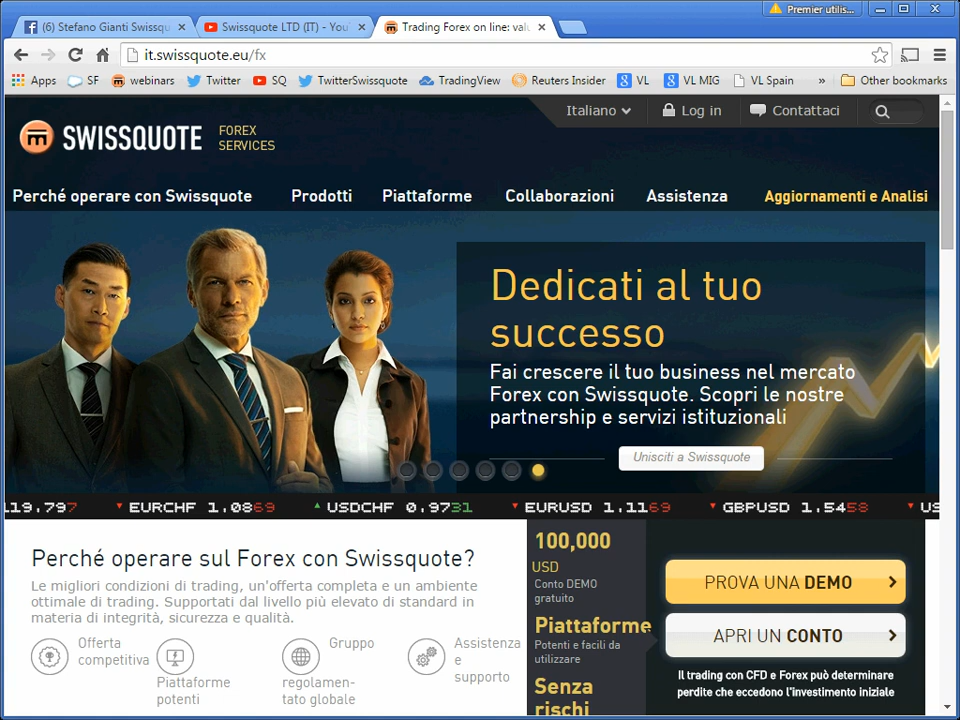 Premier utilis...
(6) Stefano Gianti Swissqu
Swissquote LTD (IT) - You
Trading Forex on line: valu
it.swissquote.eu/fx
Apps SF webinars Twitter SQ TwitterSwissquote TradingView Reuters Insider VL VL MIG VL Spain » Other bookmarks
Italiano Log in Contattaci
SWISSQUOTE
FOREX
SERVICES
Perché operare con Swissquote Prodotti Piattaforme Collaborazioni Assistenza Aggiornamenti e Analisi
Dedicati al tuo
successo
Fai crescere il tuo business nel mercato
Forex con Swissquote. Scopri le nostre
partnership e servizi istituzionali
Unisciti a Swissquote
119.797 EURCHF 1.0869 USDCHF 0.9731 EURUSD 1.1169 GBPUSD 1.5458 US
Perché operare sul Forex con Swissquote?
Le migliori condizioni di trading, un'offerta completa e un ambiente
ottimale di trading. Supportati dal livello più elevato di standard in
materia di integrità, sicurezza e qualità.
Offerta
competitiva
Piattaforme
potenti
Gruppo
regolamen-
tato globale
Assistenza
e
supporto
100,000
USD
Conto DEMO
gratuito
Piattaforme
Potenti e facili da
utilizzare
Senza
rischi
PROVA UNA DEMO
APRI UN CONTO
Il trading con CFD e Forex può determinare
perdite che eccedono l'investimento iniziale